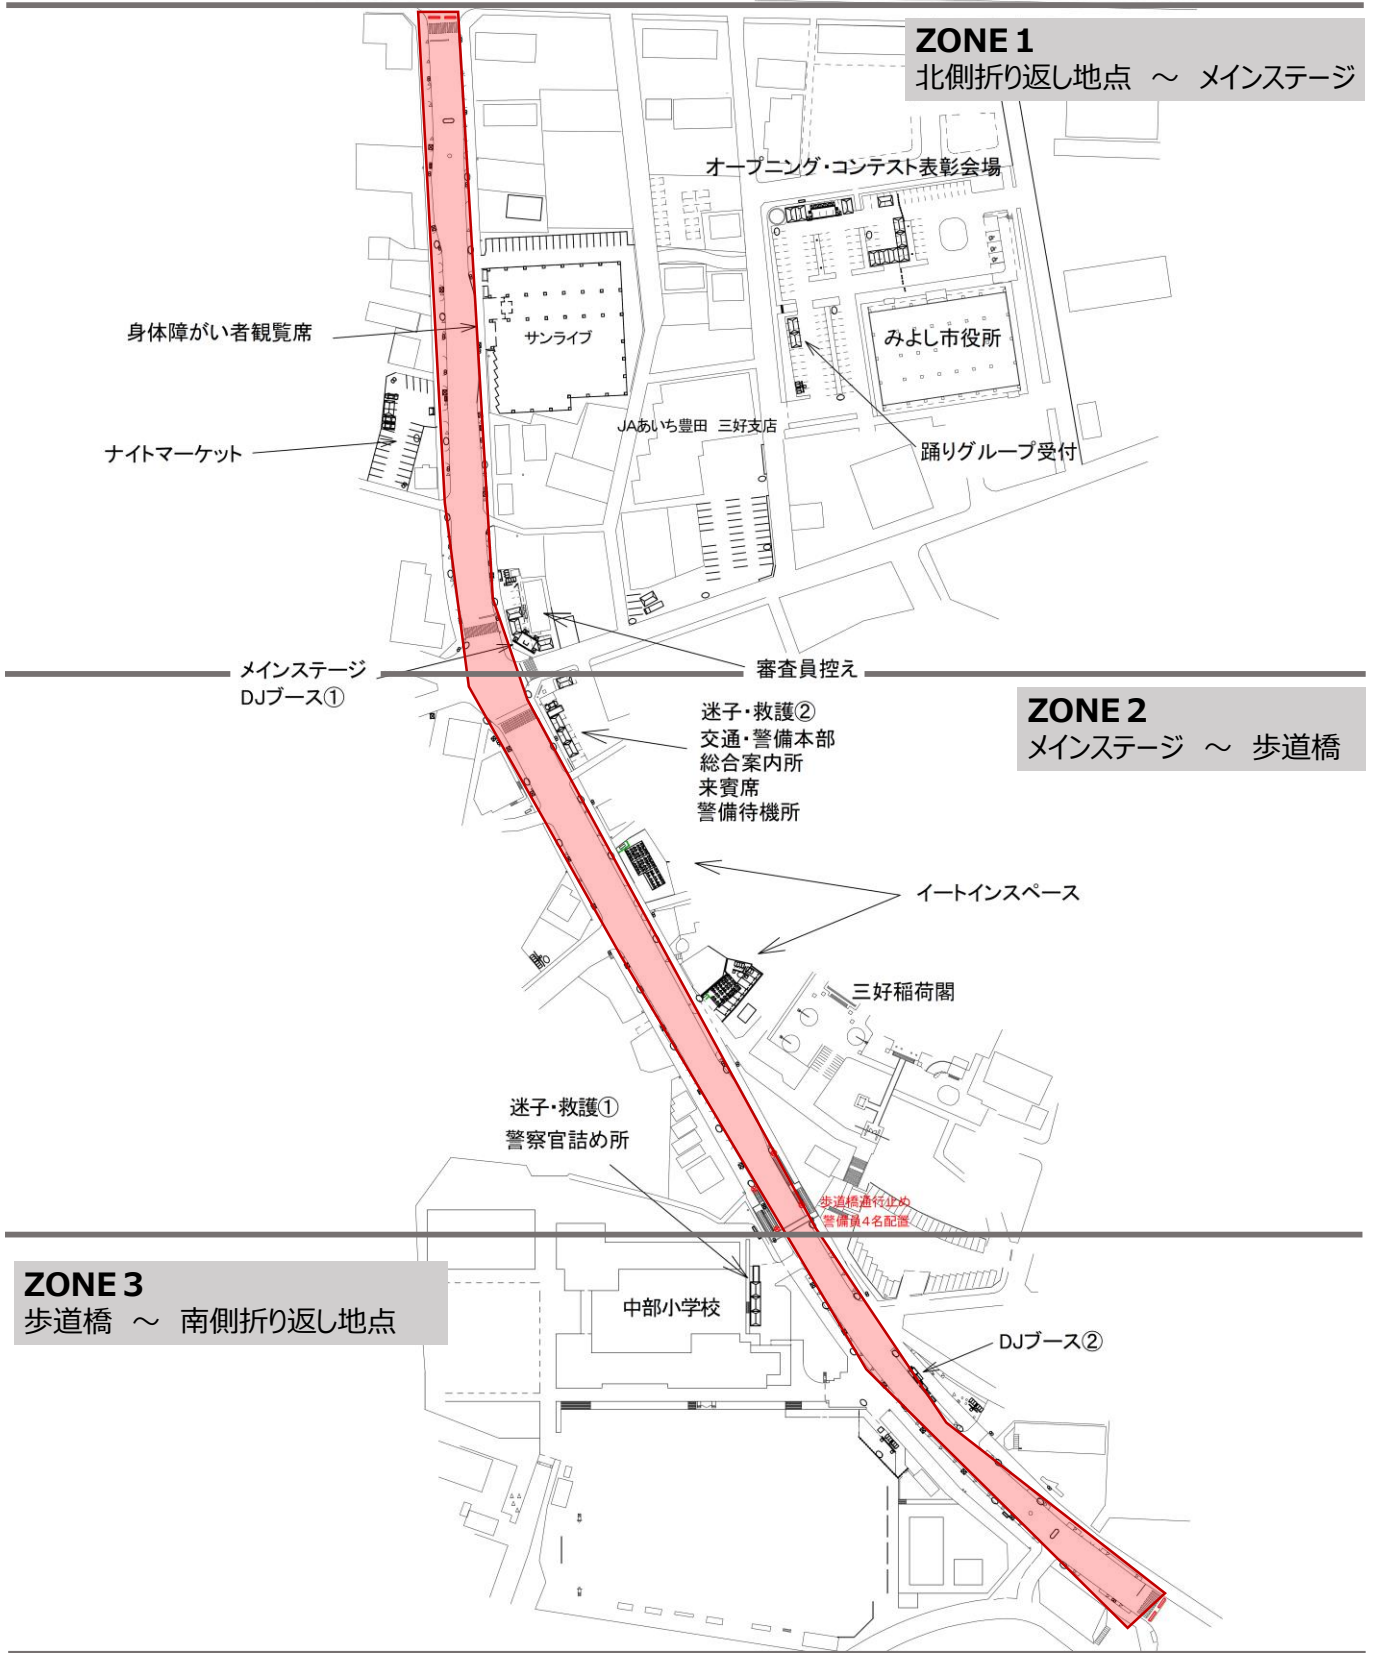 ZONE 1
北側折り返し地点 ～ メインステージ
オープニング・コンテスト表彰会場
身体障がい者観覧席
サンライブ
みよし市役所
JAあいち豊田 三好支店
ナイトマーケット
踊りグループ受付
メインステージ
DJブース①
審査員控え
ZONE 2
メインステージ ～ 歩道橋
迷子・救護②
交通・警備本部
総合案内所
来賓席
警備待機所
イートインスペース
三好稲荷閣
迷子・救護①
警察官詰め所
歩道橋通行止め
警備員4名配置
ZONE 3
歩道橋 ～ 南側折り返し地点
中部小学校
DJブース②